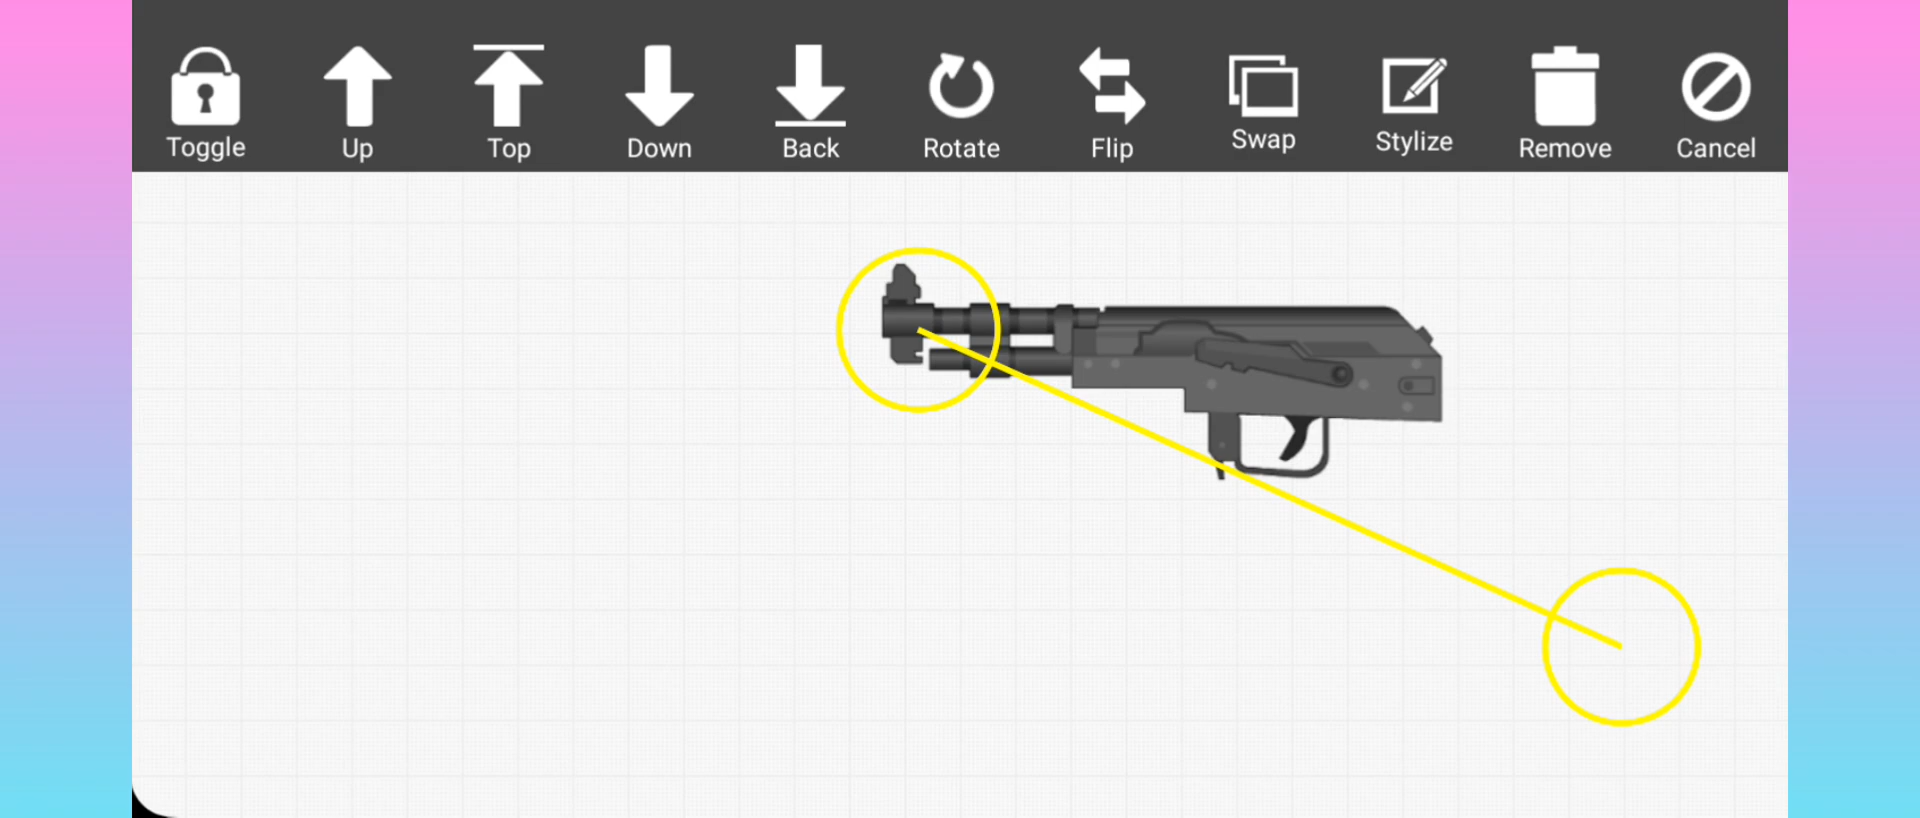 Toggle
Up
Top
Down
Back
Rotate
Flip
Swap
Stylize
Remove
Cancel